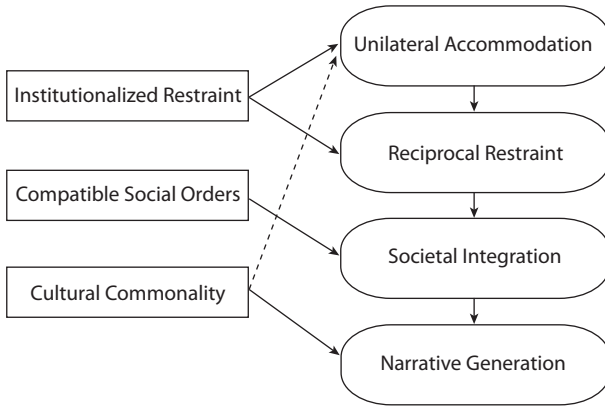 Unilateral Accommodation
Institutionalized Restraint
Reciprocal Restraint
Compatible Social Orders
Societal Integration
Cultural Commonality
Narrative Generation